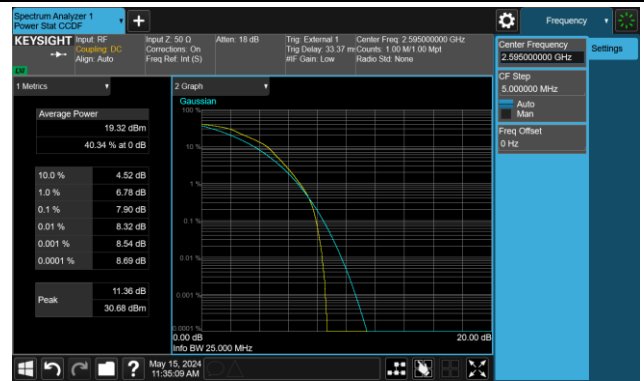 Spectrum Analyzer 1
Power Stat CCDF
+
Frequency
KEYSIGHT
Input: RF
Coupling: DC
Align: Auto
Input Z: 50 Ω
Corrections: On
Freq Ref: Int (S)
Atten: 18 dB
Trig: External 1
Trig Delay: 33.37 m
#IF Gain: Low
Center Freq: 2.595000000 GHz
Counts: 1.00 M/1.00 Mpt
Radio Std: None
LW
Center Frequency
2.595000000 GHz
Settings
CF Step
5.000000 MHz
Auto
Man
Freq Offset
0 Hz
1 Metrics
Average Power
19.32 dBm
40.34 % at 0 dB
10.0 % 4.52 dB
1.0 % 6.78 dB
0.1 % 7.90 dB
0.01 % 8.32 dB
0.001 % 8.54 dB
0.0001 % 8.69 dB
Peak
11.36 dB
30.68 dBm
2 Graph
Gaussian
100 %
10 %
1 %
0.1 %
0.01 %
0.001 %
0.0001 %
0.00 dB 20.00 dB
Info BW 25.000 MHz
?
May 15, 2024
11:35:09 AM